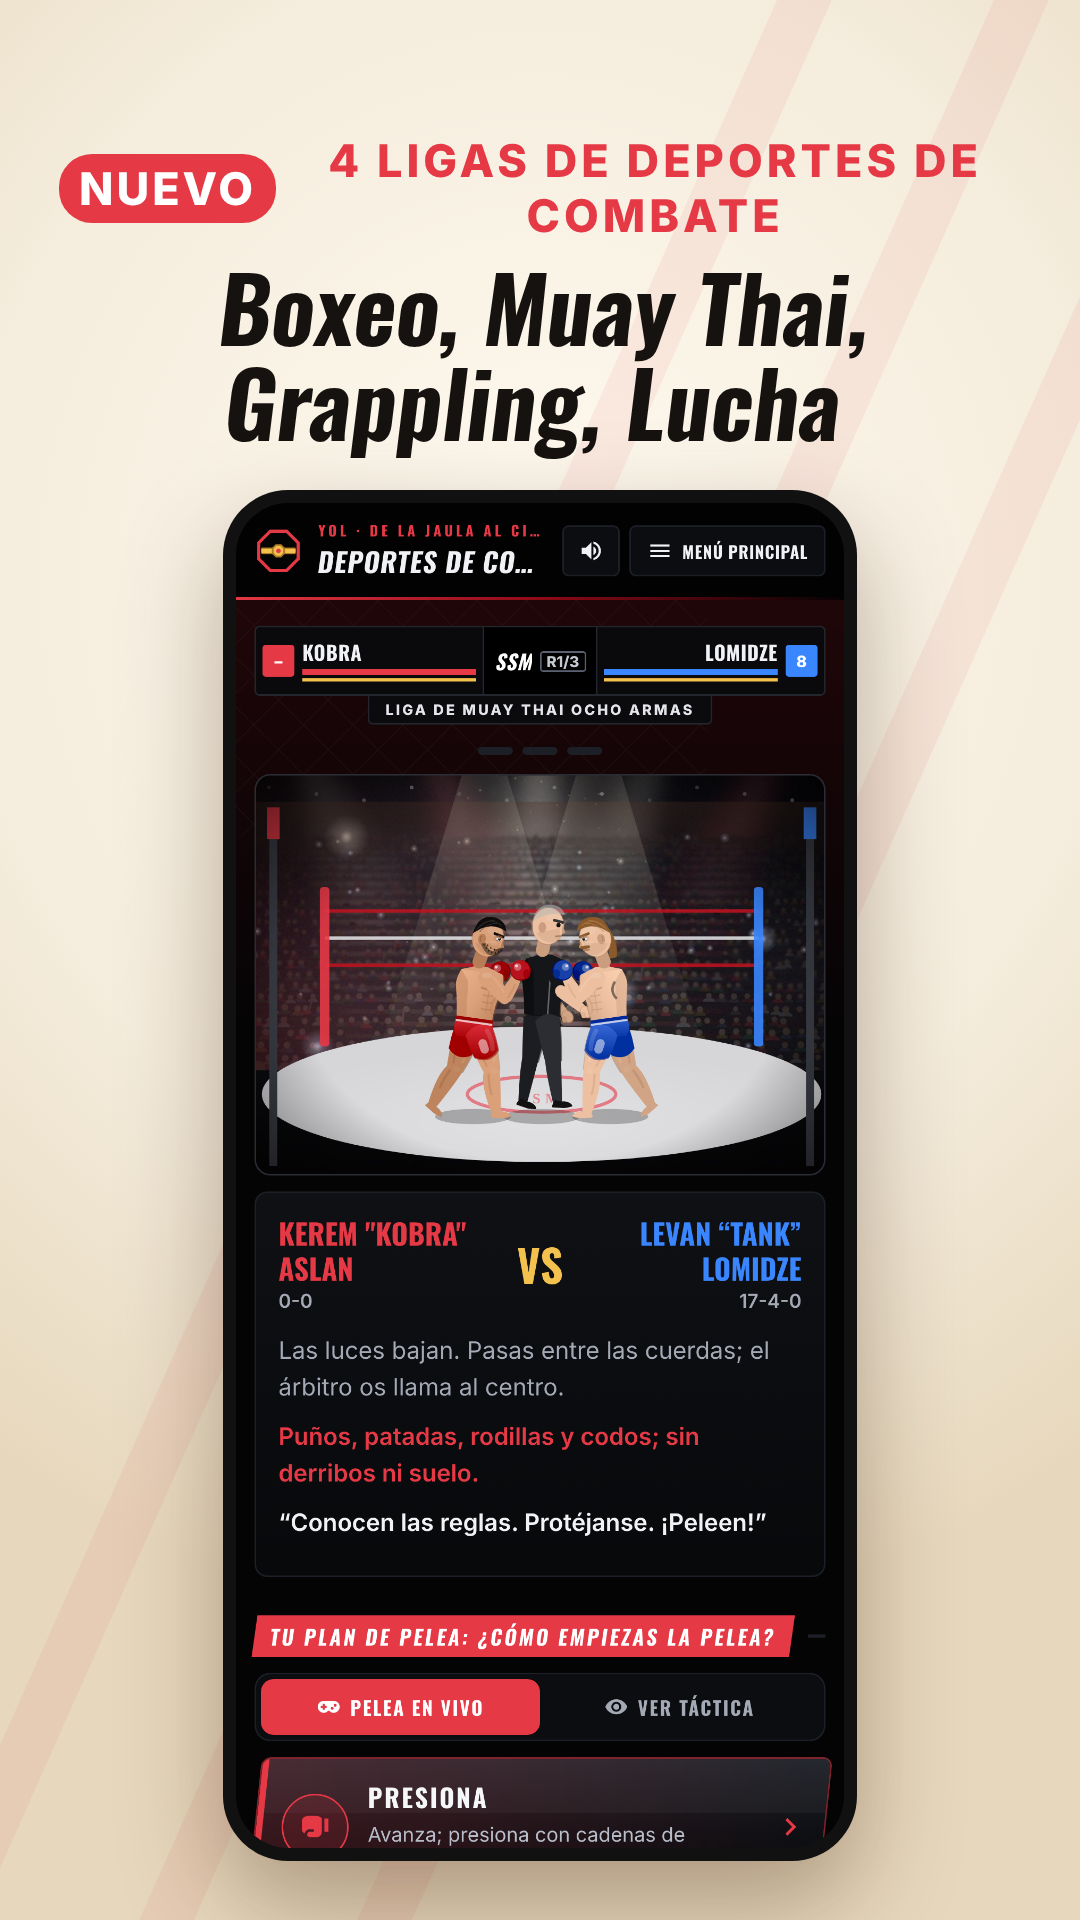 NUEVO
4 LIGAS DE DEPORTES DE
COMBATE
Boxeo, Muay Thai,
Grappling, Lucha
YOL · DE LA JAULA AL CI...
DEPORTES DE CO...
MENÚ PRINCIPAL
- KOBRA
SSM R1/3
LOMIDZE 8
LIGA DE MUAY THAI OCHO ARMAS
KEREM "KOBRA"
ASLAN
0-0
VS
LEVAN “TANK”
LOMIDZE
17-4-0
Las luces bajan. Pasas entre las cuerdas; el
árbitro os llama al centro.
Puños, patadas, rodillas y codos; sin
derribos ni suelo.
“Conocen las reglas. Protéjanse. ¡Peleen!”
TU PLAN DE PELEA: ¿CÓMO EMPIEZAS LA PELEA?
PELEA EN VIVO
VER TÁCTICA
PRESIONA
Avanza; presiona con cadenas de